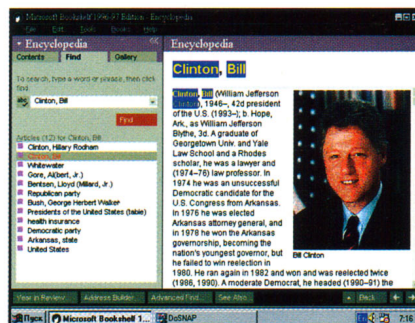 Microsoft Bookshelf 1996-97 Edition - Encyclopedia
File Edit Tools Books Help
Encyclopedia
Contents Find Gallery
To search, type a word or phrase, then click
find.
Clinton, Bill
Find
Articles (12) for Clinton, Bill
Clinton, Hillary Rodham
Clinton, Bill
Whitewater
Gore, Al(bert, Jr.)
Bentsen, Lloyd (Millard, Jr.)
Republican party
Bush, George Herbert Walker
Presidents of the United States (table)
health insurance
Democratic party
Arkansas, state
United States
Encyclopedia
Clinton, Bill
Clinton, Bill (William Jefferson
Clinton), 1946–, 42d president
of the U.S. (1993–); b. Hope,
Ark., as William Jefferson
Blythe, 3d. A graduate of
Georgetown Univ. and Yale
Law School and a Rhodes
scholar, he was a lawyer and
(1974–76) law professor. In
1974 he was an unsuccessful
Democratic candidate for the
U.S. Congress from Arkansas.
In 1976 he was elected
Arkansas attorney general, and
in 1978 he won the Arkansas
governorship, becoming the
nation's youngest governor, but
he failed to win reelection in
1980. He ran again in 1982 and won and was reelected twice
(1986, 1990). A moderate Democrat, he headed (1990–91) the
Bill Clinton
Year in Review... Address Builder... Advanced Find... See Also... Back
Пуск Microsoft Bookshelf 1... DoSNAP 7:16